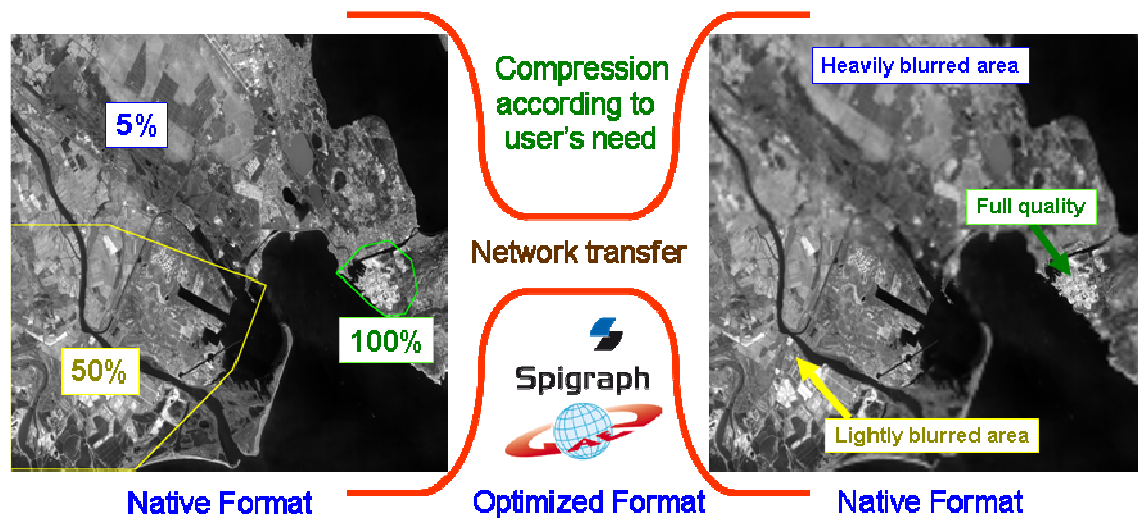 5%
50%
100%
Native Format
Compression
according to
user's need
Network transfer
Spigraph
Optimized Format
Heavily blurred area
Full quality
Lightly blurred area
Native Format